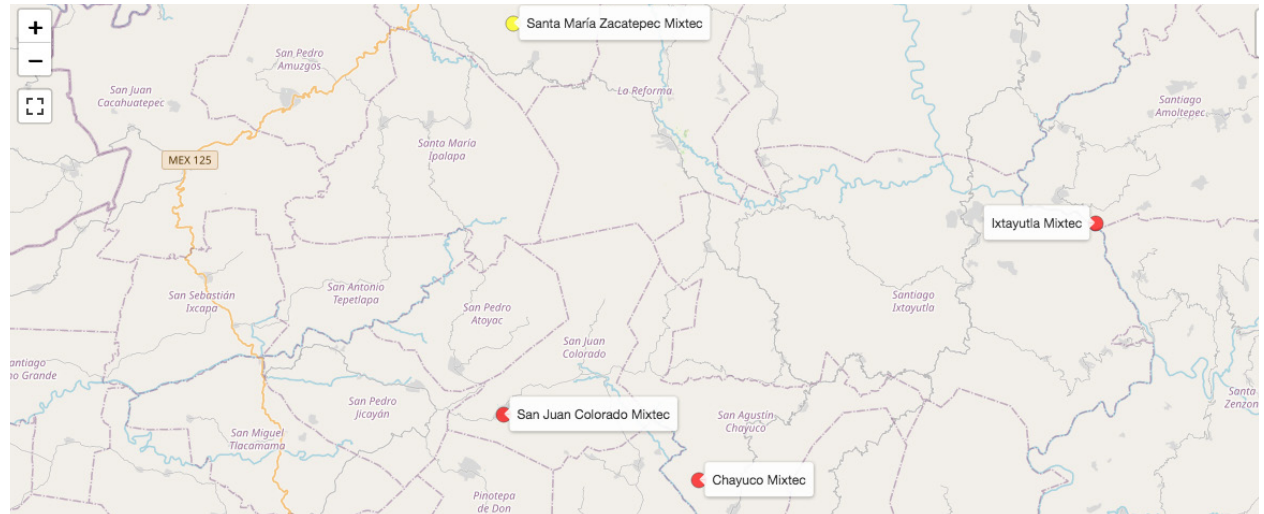 +
Santa María Zacatepec Mixtec
−
San Pedro
Amuzgos
San Juan
Cacahuatepec
La Reforma
Santiago
Amoltepec
Santa María
Ipalapa
MEX 125
Ixtayutla Mixtec
San Sebastián
Ixcapa
San Antonio
Tepetlapa
San Pedro
Atoyac
Santiago
Ixtayutla
San Juan
Colorado
antiago
o Grande
San Pedro
Jicayán
San Juan Colorado Mixtec
San Agustín
Chayuco
Santa
Zenzon
San Miguel
Tlacamama
Chayuco Mixtec
Pinotepa
de Don